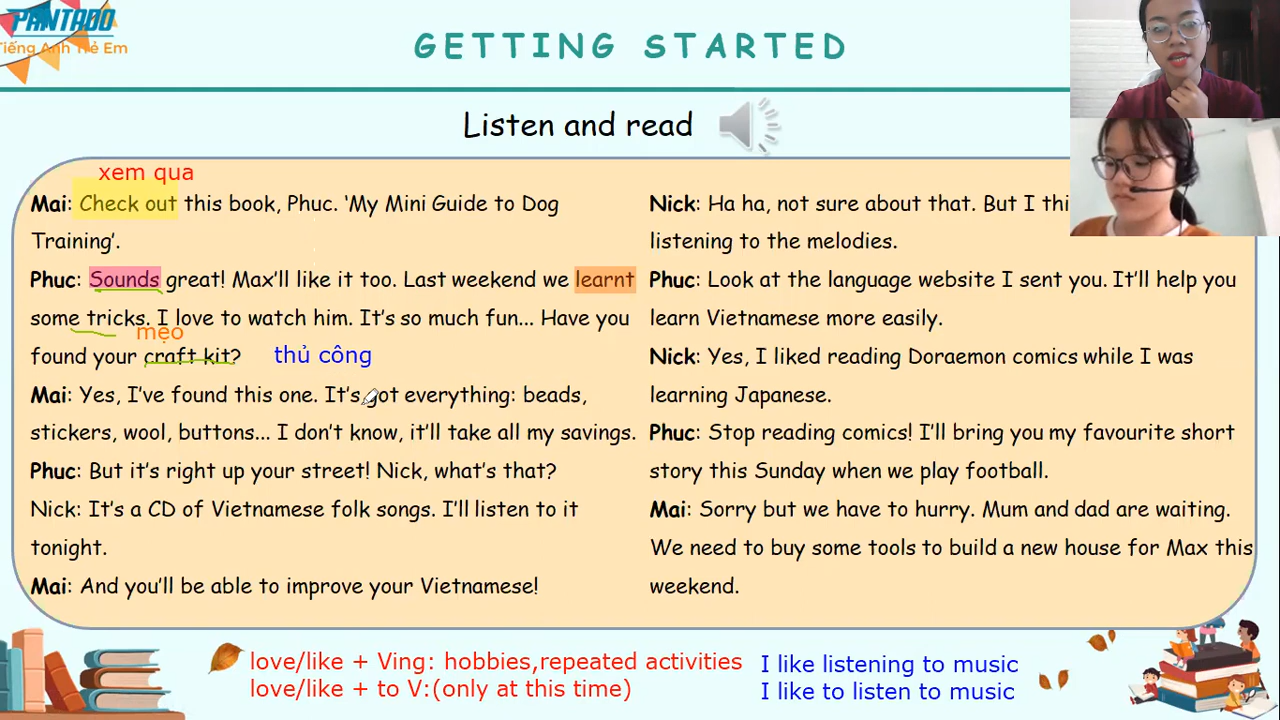 PANTADO
Tiếng Anh Trẻ Em
GETTING STARTED
Listen and read
xem qua
Mai: Check out this book, Phuc. ‘My Mini Guide to Dog
Training’.
Phuc: Sounds great! Max’ll like it too. Last weekend we learnt
some tricks. I love to watch him. It’s so much fun... Have you
mẹo
found your craft kit?
thủ công
Mai: Yes, I’ve found this one. It’s got everything: beads,
stickers, wool, buttons... I don’t know, it’ll take all my savings.
Phuc: But it’s right up your street! Nick, what’s that?
Nick: It’s a CD of Vietnamese folk songs. I’ll listen to it
tonight.
Mai: And you’ll be able to improve your Vietnamese!
Nick: Ha ha, not sure about that. But I
listening to the melodies.
Phuc: Look at the language website I sent you. It’ll help you
learn Vietnamese more easily.
Nick: Yes, I liked reading Doraemon comics while I was
learning Japanese.
Phuc: Stop reading comics! I’ll bring you my favourite short
story this Sunday when we play football.
Mai: Sorry but we have to hurry. Mum and dad are waiting.
We need to buy some tools to build a new house for Max this
weekend.
love/like + Ving: hobbies,repeated activities
love/like + to V:(only at this time)
I like listening to music
I like to listen to music